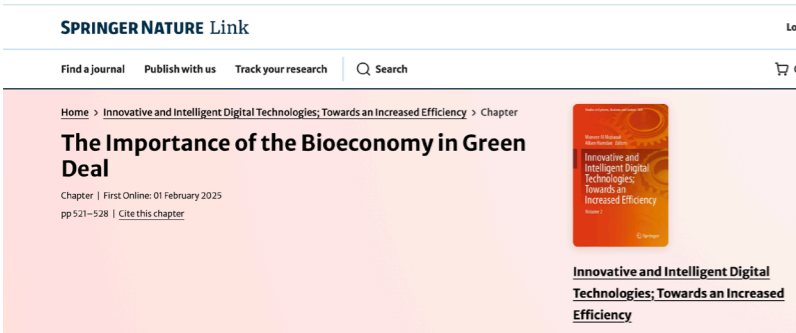 SPRINGER NATURE Link
Lo
Find a journal
Publish with us
Track your research
Search
Home > Innovative and Intelligent Digital Technologies; Towards an Increased Efficiency > Chapter
The Importance of the Bioeconomy in Green
Deal
Chapter | First Online: 01 February 2025
pp 521–528 | Cite this chapter
Innovative and
Intelligent Digital
Technologies;
Towards an
Increased Efficiency
Volume 2
Springer
Innovative and Intelligent Digital
Technologies; Towards an Increased
Efficiency